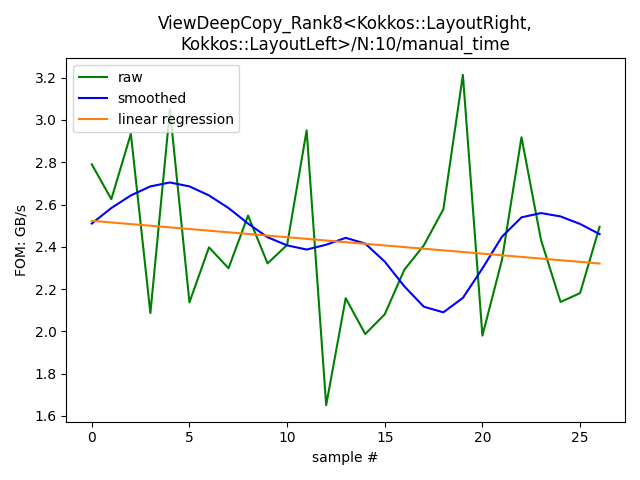 ViewDeepCopy_Rank8<Kokkos::LayoutRight,
Kokkos::LayoutLeft>/N:10/manual_time
raw
smoothed
linear regression
FOM: GB/s
3.2
3.0
2.8
2.6
2.4
2.2
2.0
1.8
1.6
0
5
10
15
20
25
sample #